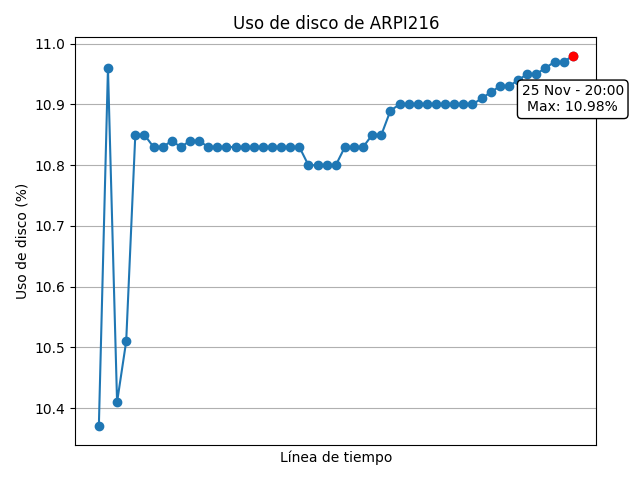 Uso de disco de ARPI216
Uso de disco (%)
11.0
10.9
10.8
10.7
10.6
10.5
10.4
25 Nov - 20:00
Max: 10.98%
Línea de tiempo